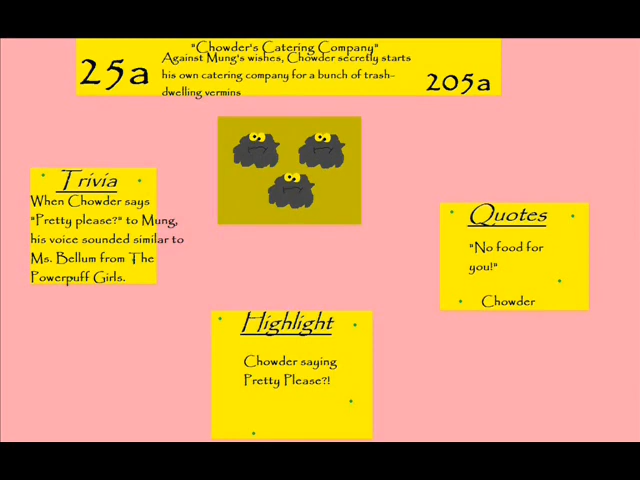 "Chowder's Catering Company"
25a
Against Mung's wishes, Chowder secretly starts
his own catering company for a bunch of trash-
dwelling vermins
205a
Trivia
When Chowder says
"Pretty please?" to Mung,
his voice sounded similar to
Ms. Bellum from The
Powerpuff Girls.
Quotes
"No food for
you!"
Chowder
Highlight
Chowder saying
Pretty Please?!